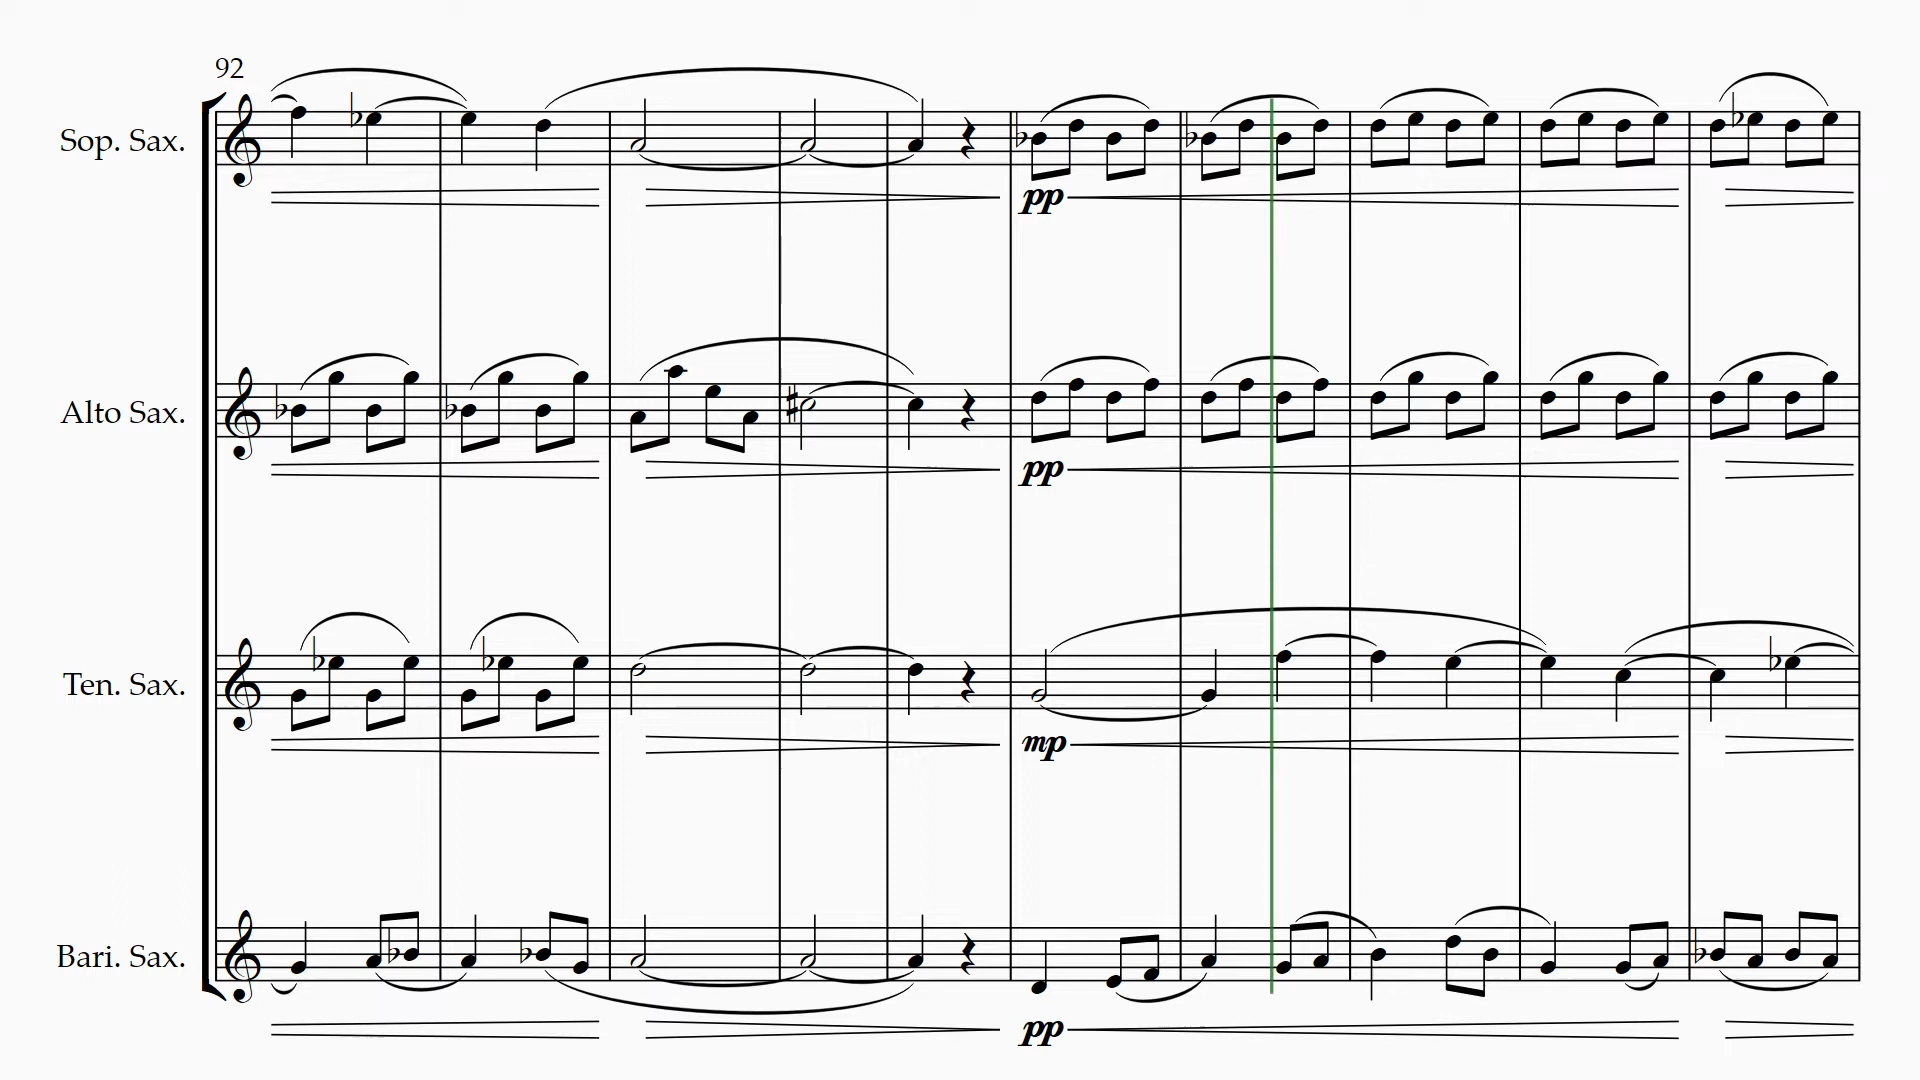 92
Sop. Sax.
pp
Alto Sax.
pp
Ten. Sax.
mp
Bari. Sax.
pp